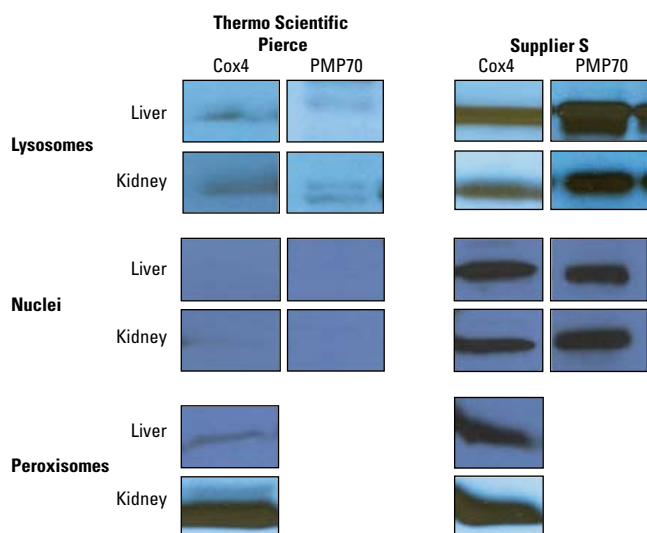 Thermo Scientific
Pierce
Supplier S
Cox4 PMP70 Cox4 PMP70
Liver
Lysosomes
Kidney
Liver
Nuclei
Kidney
Liver
Peroxisomes
Kidney